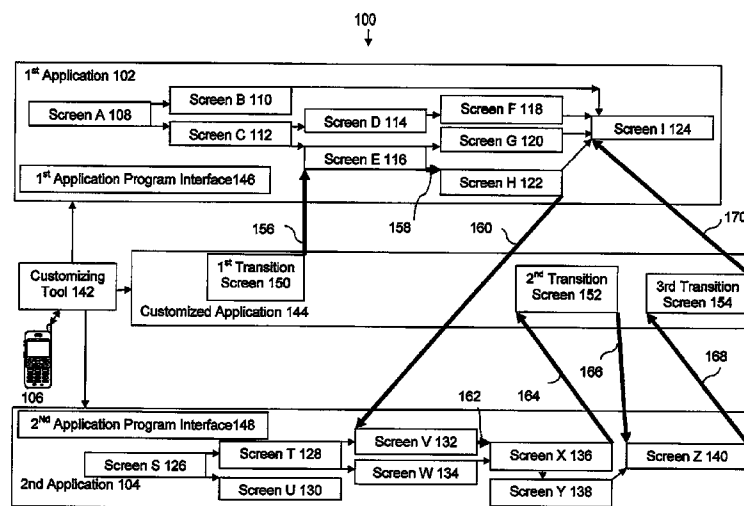 100
1st Application 102
Screen A 108
Screen B 110
Screen C 112
Screen D 114
Screen E 116
Screen F 118
Screen G 120
Screen H 122
Screen I 124
1st Application Program Interface146
156
158
160
170
Customizing
Tool 142
1st Transition
Screen 150
Customized Application 144
2nd Transition
Screen 152
3rd Transition
Screen 154
106
162
164
166
168
2Nd Application Program Interface148
Screen S 126
Screen T 128
Screen U 130
Screen V 132
Screen W 134
Screen X 136
Screen Y 138
Screen Z 140
2nd Application 104